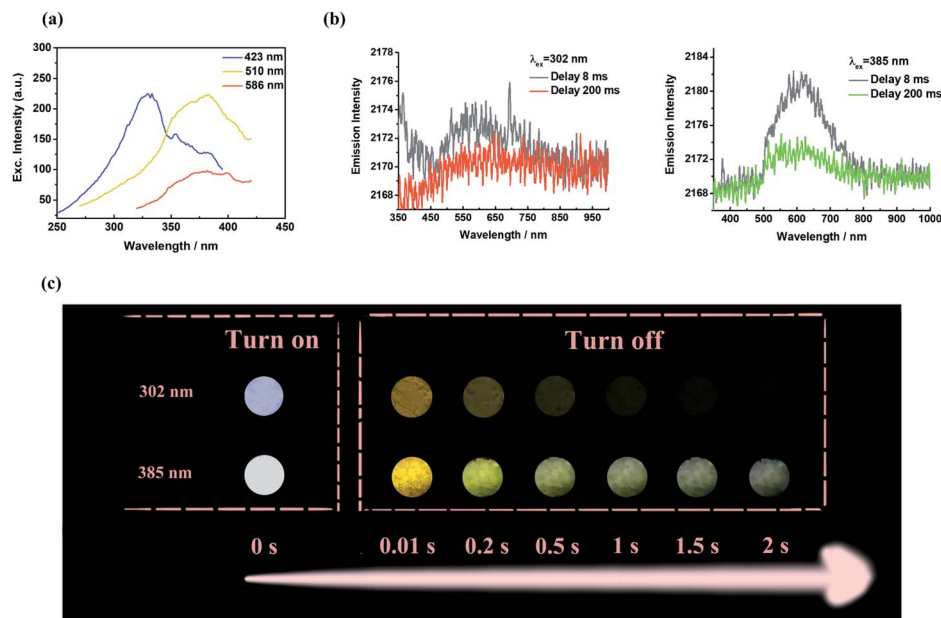 (a)
423 nm
510 nm
586 nm
300
250
200
150
100
50
Exc. Intensity (a.u.)
250 300 350 400 450
Wavelength / nm
(b)
λex=302 nm
Delay 8 ms
Delay 200 ms
2178
2176
2174
2172
2170
2168
Emission Intensity
350 450 550 650 750 850 950
Wavelength / nm
λex=385 nm
Delay 8 ms
Delay 200 ms
2184
2180
2176
2172
2168
Emission Intensity
400 500 600 700 800 900 1000
Wavelength / nm
(c)
Turn on Turn off
302 nm
385 nm
0 s 0.01 s 0.2 s 0.5 s 1 s 1.5 s 2 s